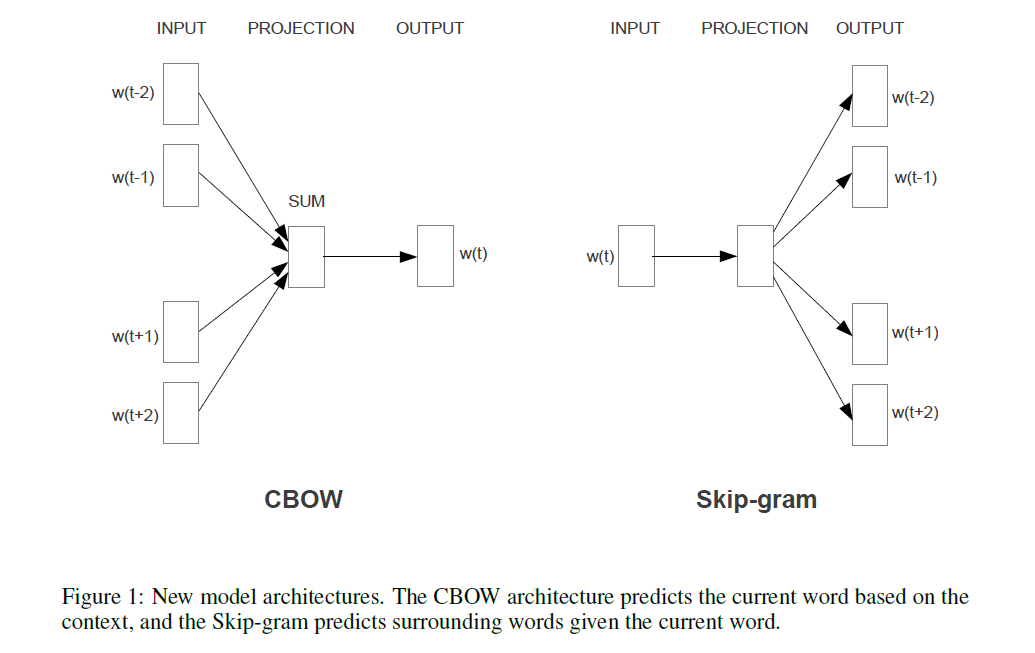 INPUT PROJECTION OUTPUT
w(t-2)
w(t-1)
SUM
w(t)
w(t+1)
w(t+2)
CBOW
INPUT PROJECTION OUTPUT
w(t-2)
w(t-1)
w(t)
w(t+1)
w(t+2)
Skip-gram
Figure 1: New model architectures. The CBOW architecture predicts the current word based on the
context, and the Skip-gram predicts surrounding words given the current word.